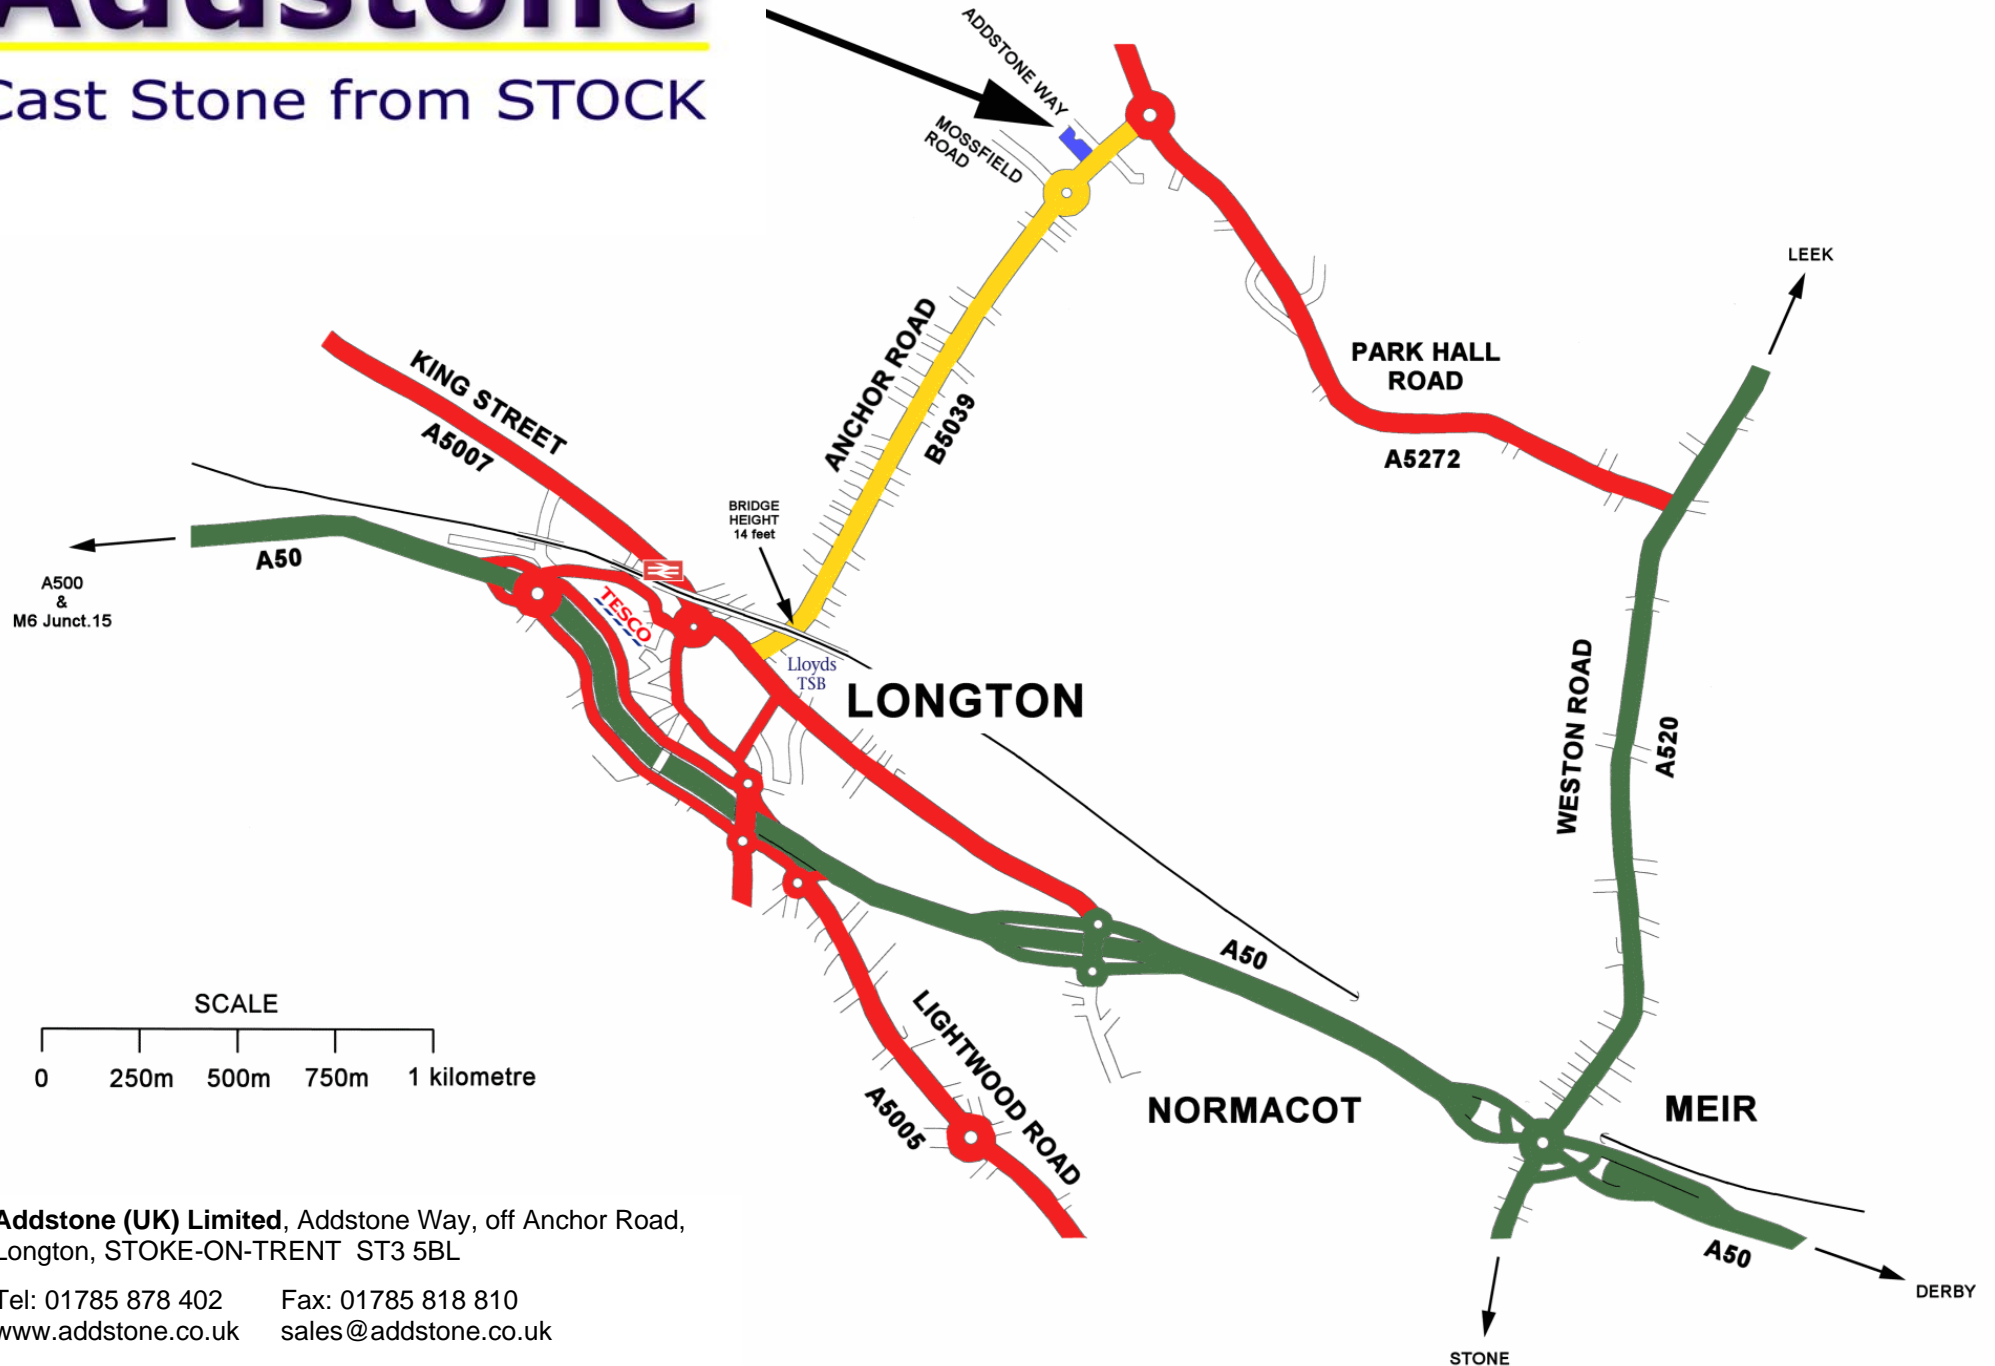 Addstone
Cast Stone from STOCK
ADDSTONE WAY
MOSSFIELD
ROAD
LEEK
KING STREET
A5007
ANCHOR ROAD
B5039
PARK HALL
ROAD
A5272
BRIDGE
HEIGHT
14 feet
A50
A500
&
M6 Junct.15
TESCO
Lloyds
TSB
LONGTON
WESTON ROAD
A520
A50
SCALE
0 250m 500m 750m 1 kilometre
LIGHTWOOD ROAD
A5005
NORMACOT
MEIR
A50
DERBY
STONE
Addstone (UK) Limited, Addstone Way, off Anchor Road,
Longton, STOKE-ON-TRENT ST3 5BL
Tel: 01785 878 402 Fax: 01785 818 810
www.addstone.co.uk sales@addstone.co.uk